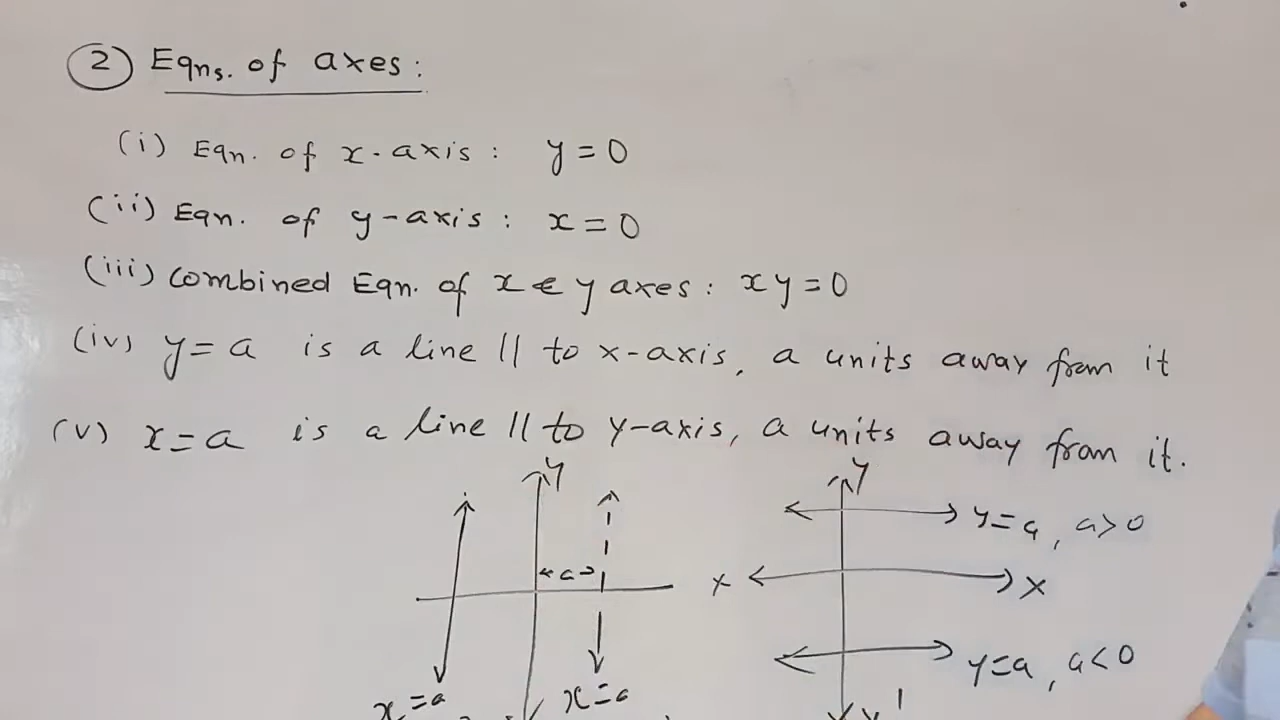 ② Eqns. of axes:
(i) Eqn. of x-axis: y=0
(ii) Eqn. of y-axis: x=0
(iii) Combined Eqn. of x & y axes: xy=0
(iv) y=a is a line || to x-axis, a units away from it
(v) x=a is a line || to y-axis, a units away from it.
Y
Y
y=a, a>0
a
X
X
y=a, a<0
x=a
x=a
Y'